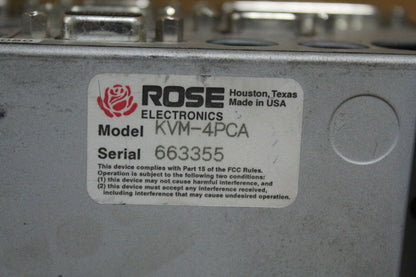 ROSE Houston, Texas
ELECTRONICS Made in USA
Model KVM-4PCA
Serial 663355
This device complies with Part 15 of the FCC Rules.
Operation is subject to the following two conditions:
(1) this device may not cause harmful interference, and
(2) this device must accept any interference received,
including interference that may cause undesired operation.